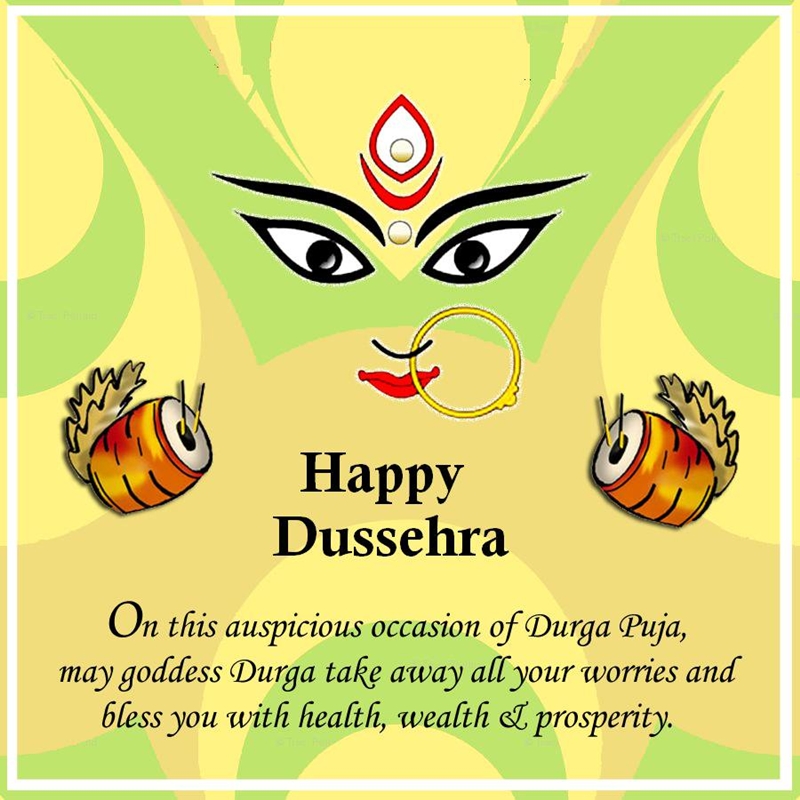 Happy
Dussehra
On this auspicious occasion of Durga Puja,
may goddess Durga take away all your worries and
bless you with health, wealth & prosperity.